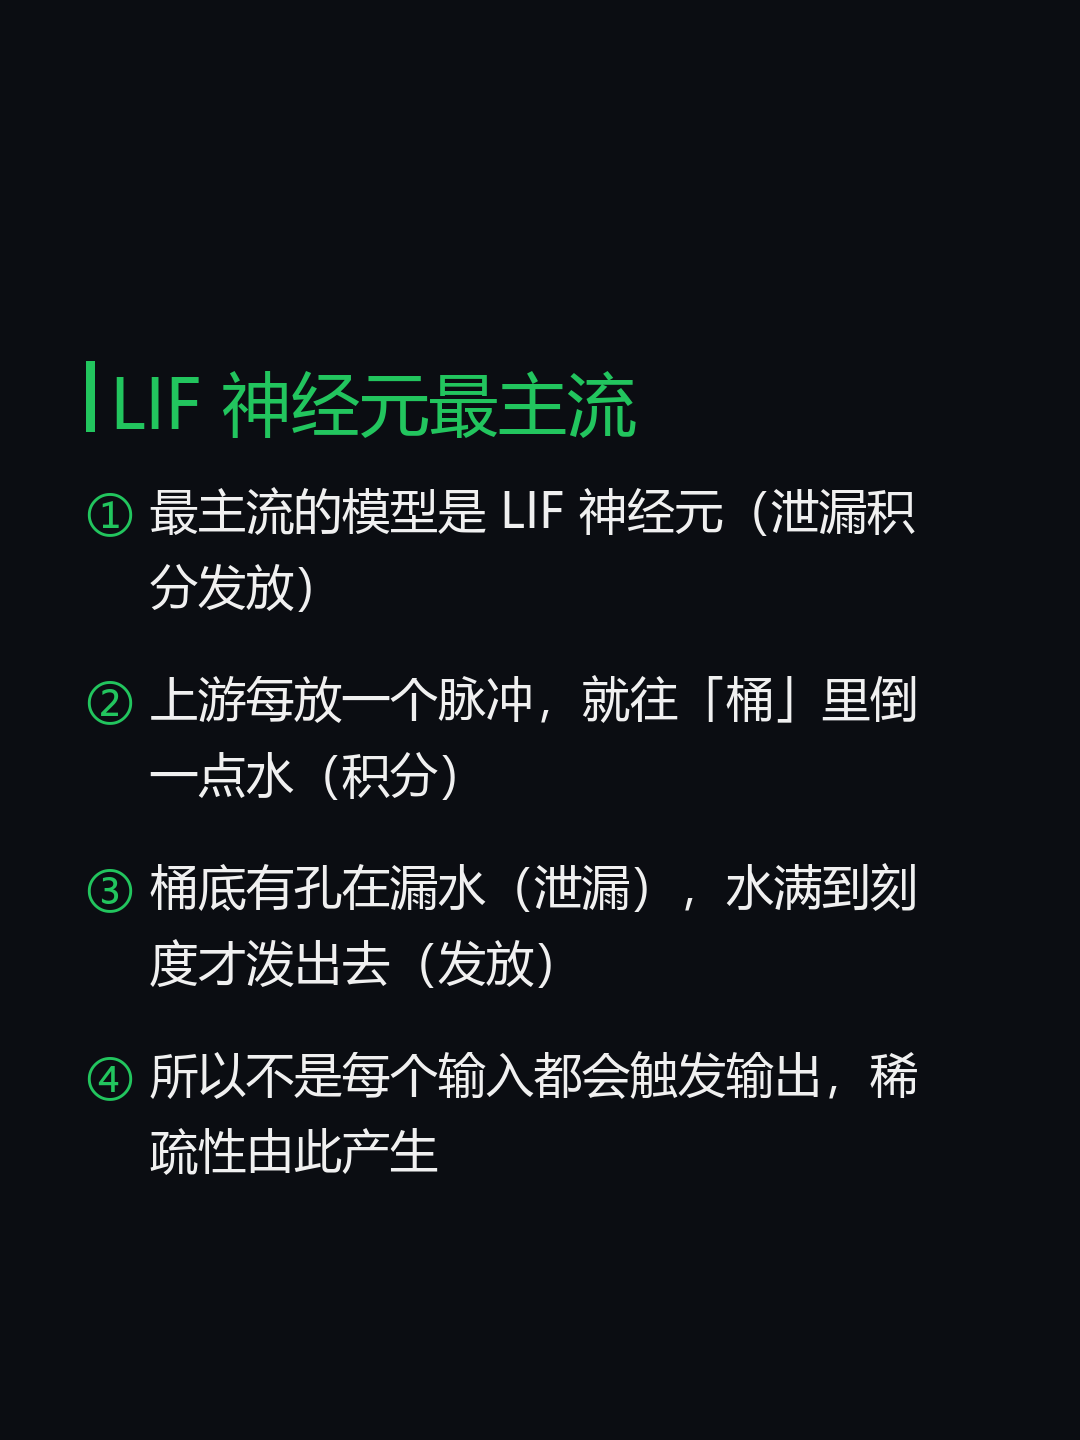 LIF 神经元最主流
① 最主流的模型是 LIF 神经元（泄漏积
分发放）
② 上游每放一个脉冲，就往「桶」里倒
一点水（积分）
③ 桶底有孔在漏水（泄漏），水满到刻
度才泼出去（发放）
④ 所以不是每个输入都会触发输出，稀
疏性由此产生